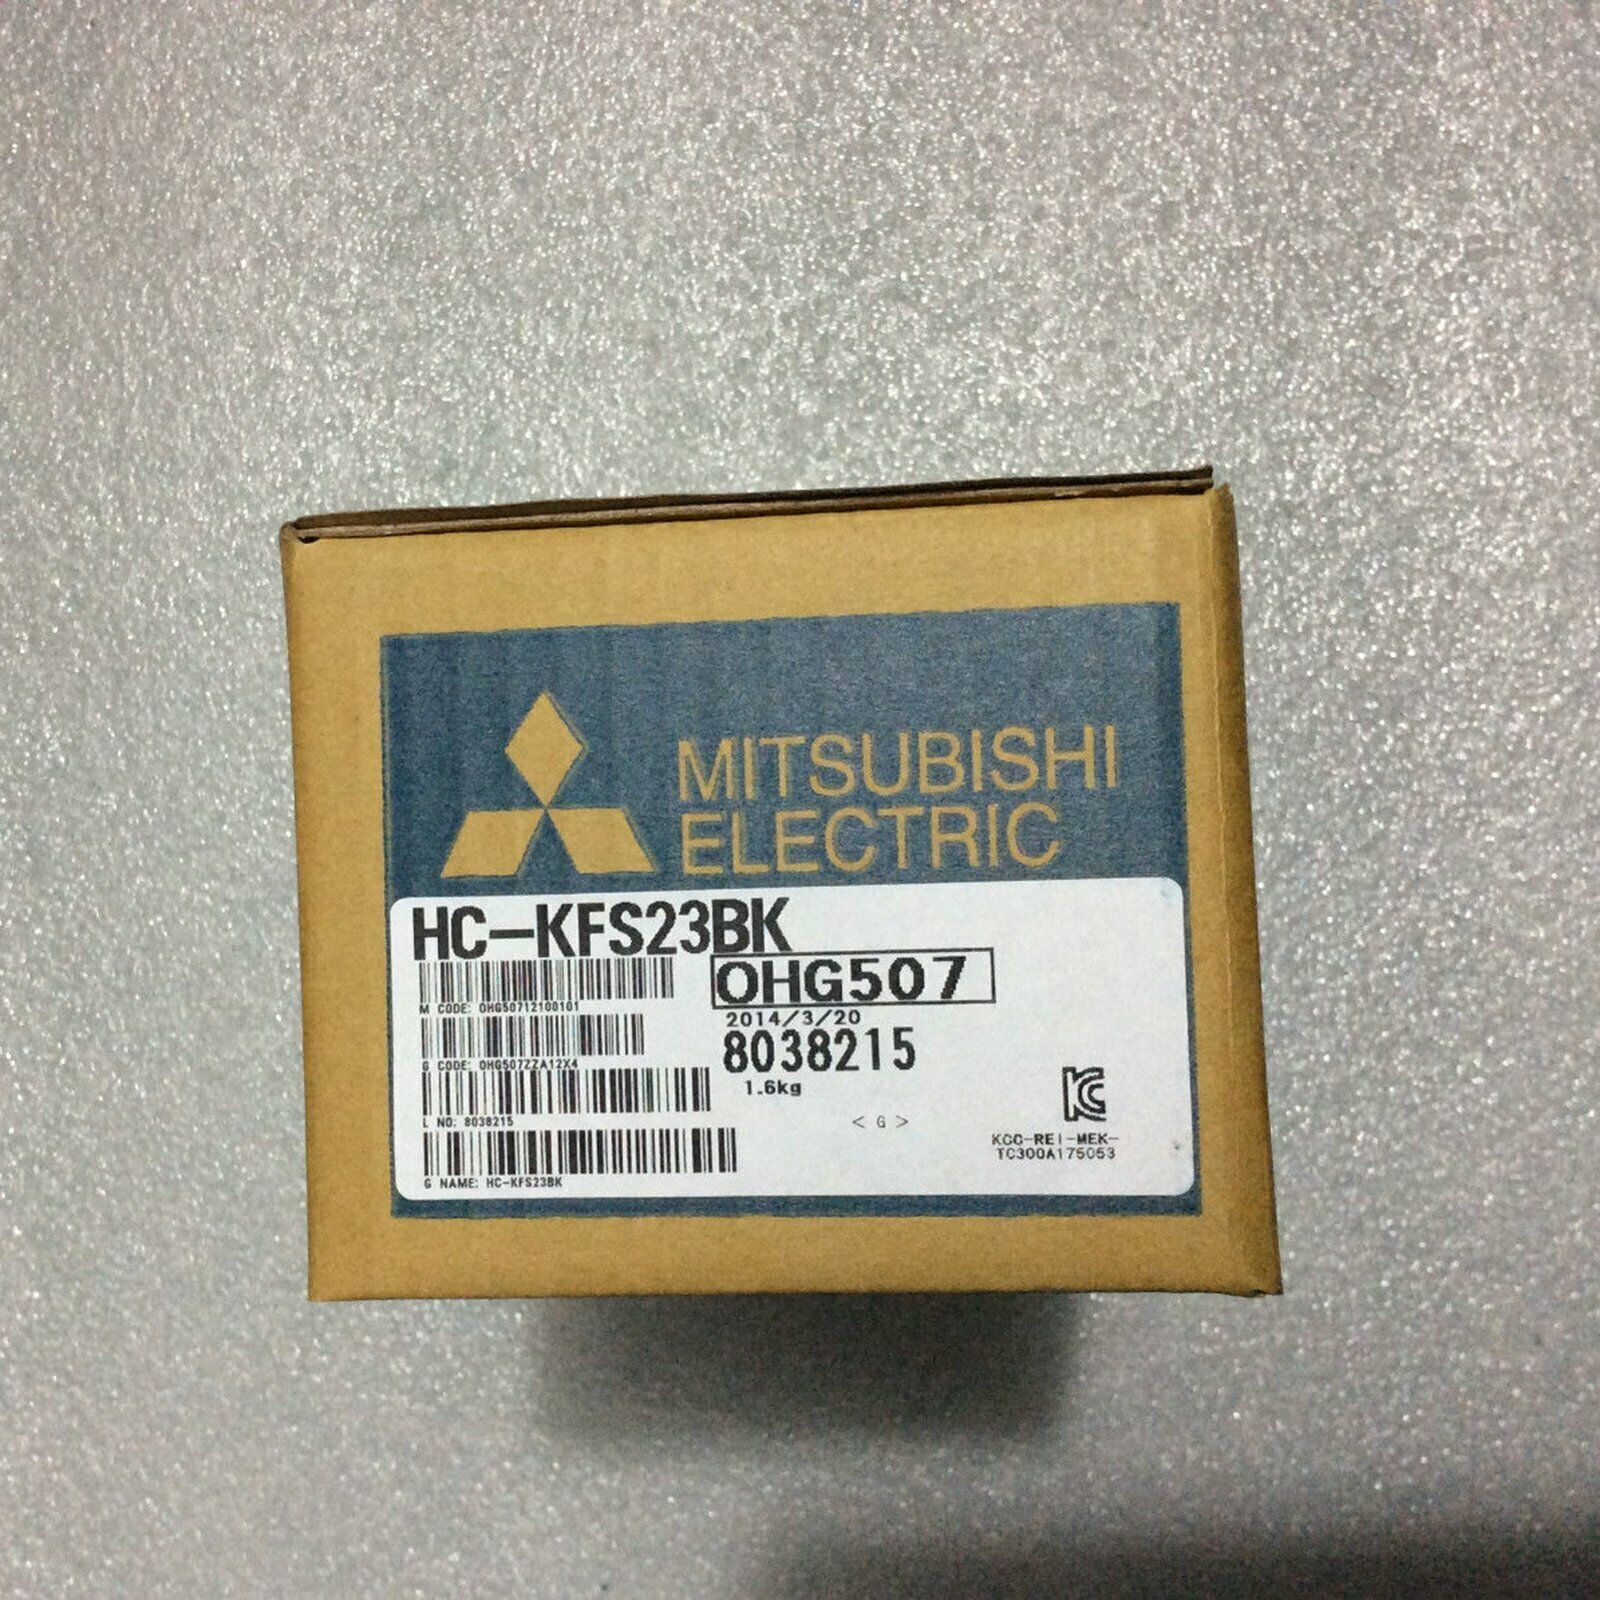 MITSUBISHI
ELECTRIC
HC-KFS23BK
OHG507
M CODE: OHG50712100101
2014/3/20
8038215
G CODE: OHG507ZZA12X4
1.6kg
L NO: 8038215
< G >
KC
KCC-REI-MEK-
TC300A175053
G NAME: HC-KFS23BK